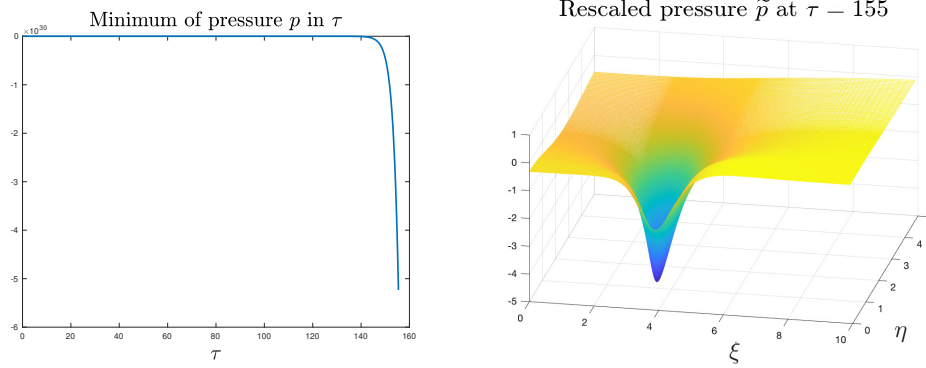 Minimum of pressure p in τ
×10³⁰
0
-1
-2
-3
-4
-5
-6
0 20 40 60 80 100 120 140 160
τ
Rescaled pressure p̃ at τ − 155
1
0
-1
-2
-3
-4
-5
0 2 4 6 8 10
ξ
0 1 2 3 4
η